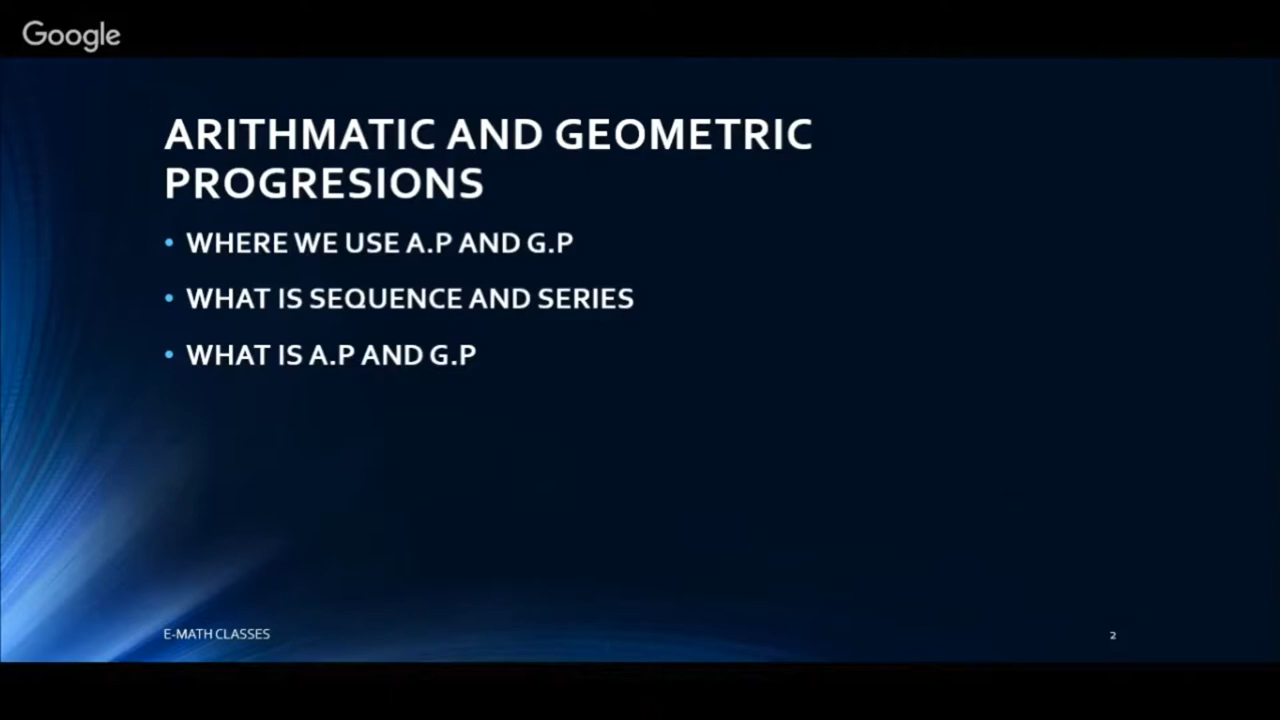 Google
ARITHMATIC AND GEOMETRIC
PROGRESIONS
• WHERE WE USE A.P AND G.P
• WHAT IS SEQUENCE AND SERIES
• WHAT IS A.P AND G.P
E-MATH CLASSES
2